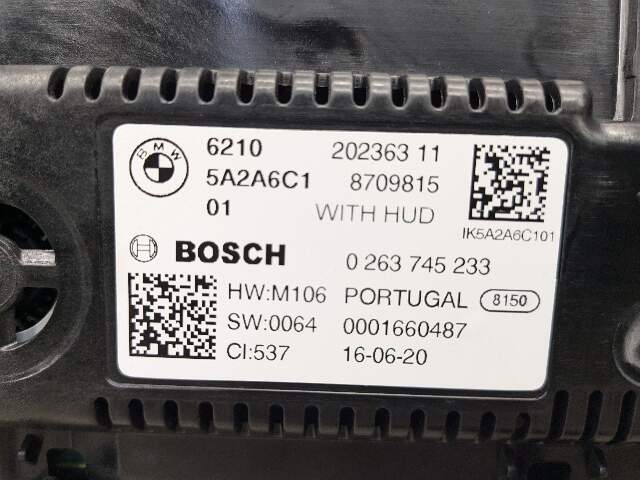 BMW
6210 202363 11
5A2A6C1 8709815
01 WITH HUD
IK5A2A6C101
BOSCH 0 263 745 233
HW:M106 PORTUGAL 8150
SW:0064 0001660487
CI:537 16-06-20